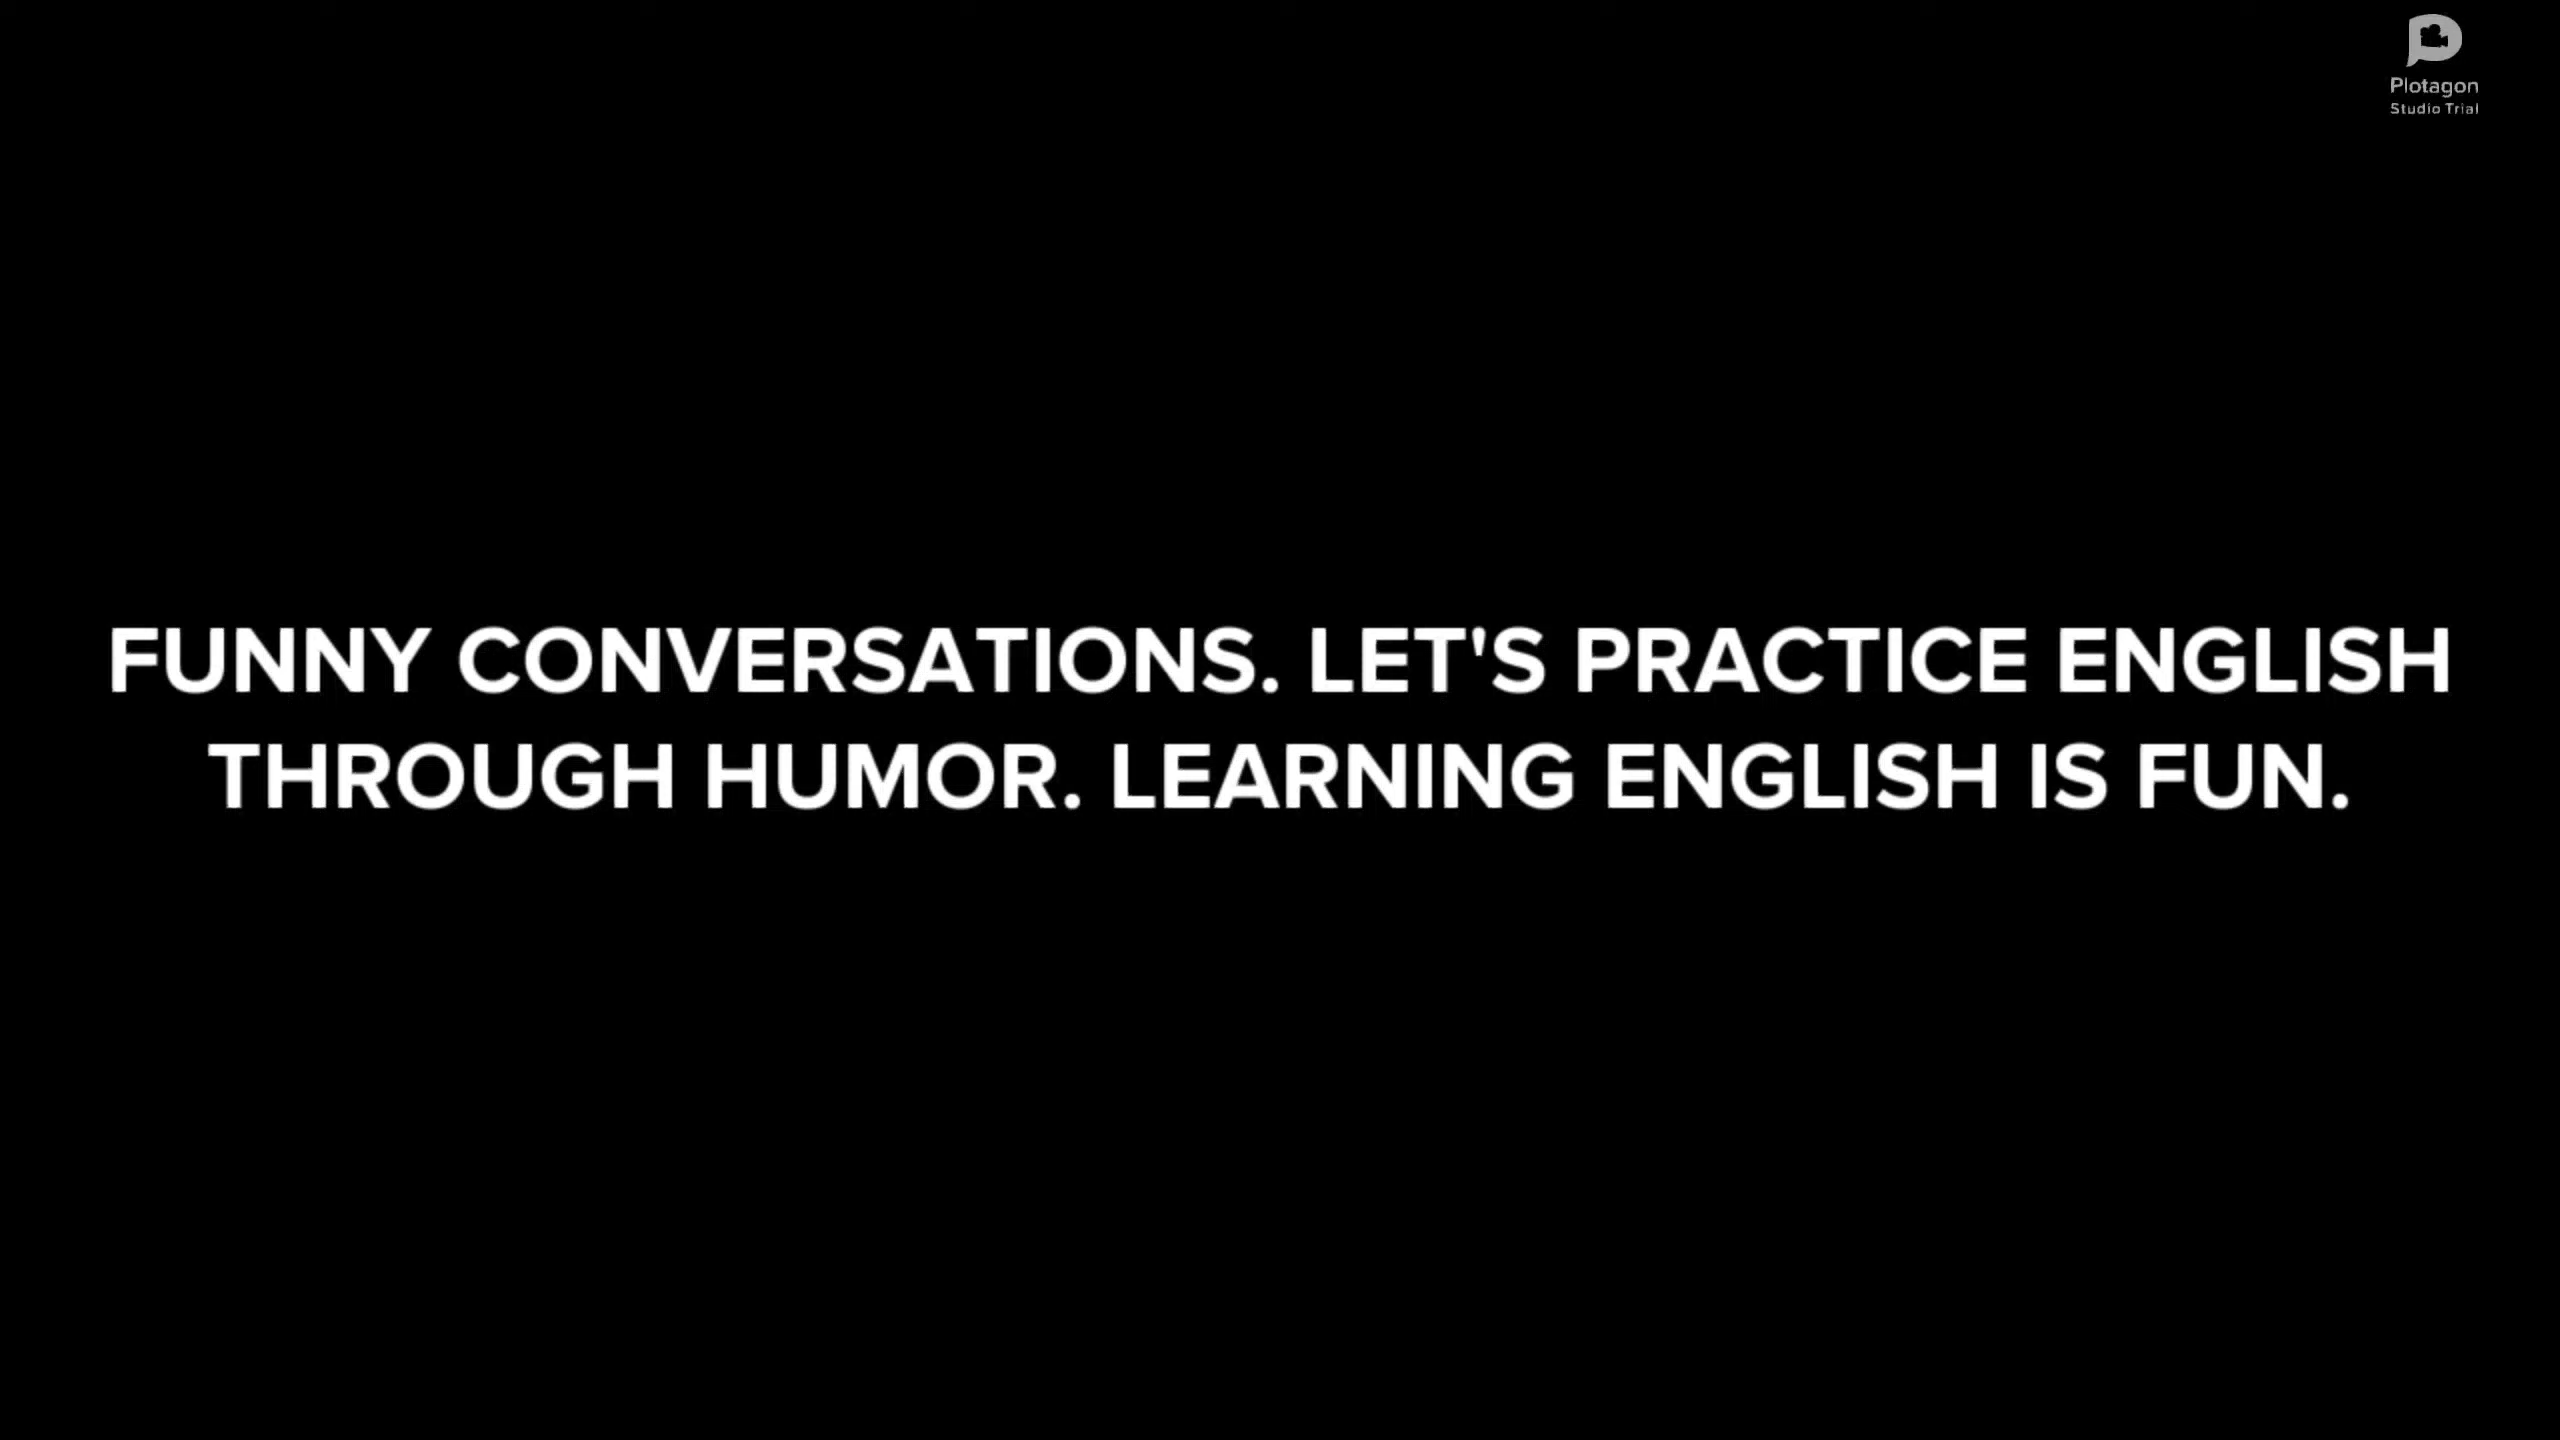 Plotagon
Studio Trial
FUNNY CONVERSATIONS. LET'S PRACTICE ENGLISH
THROUGH HUMOR. LEARNING ENGLISH IS FUN.